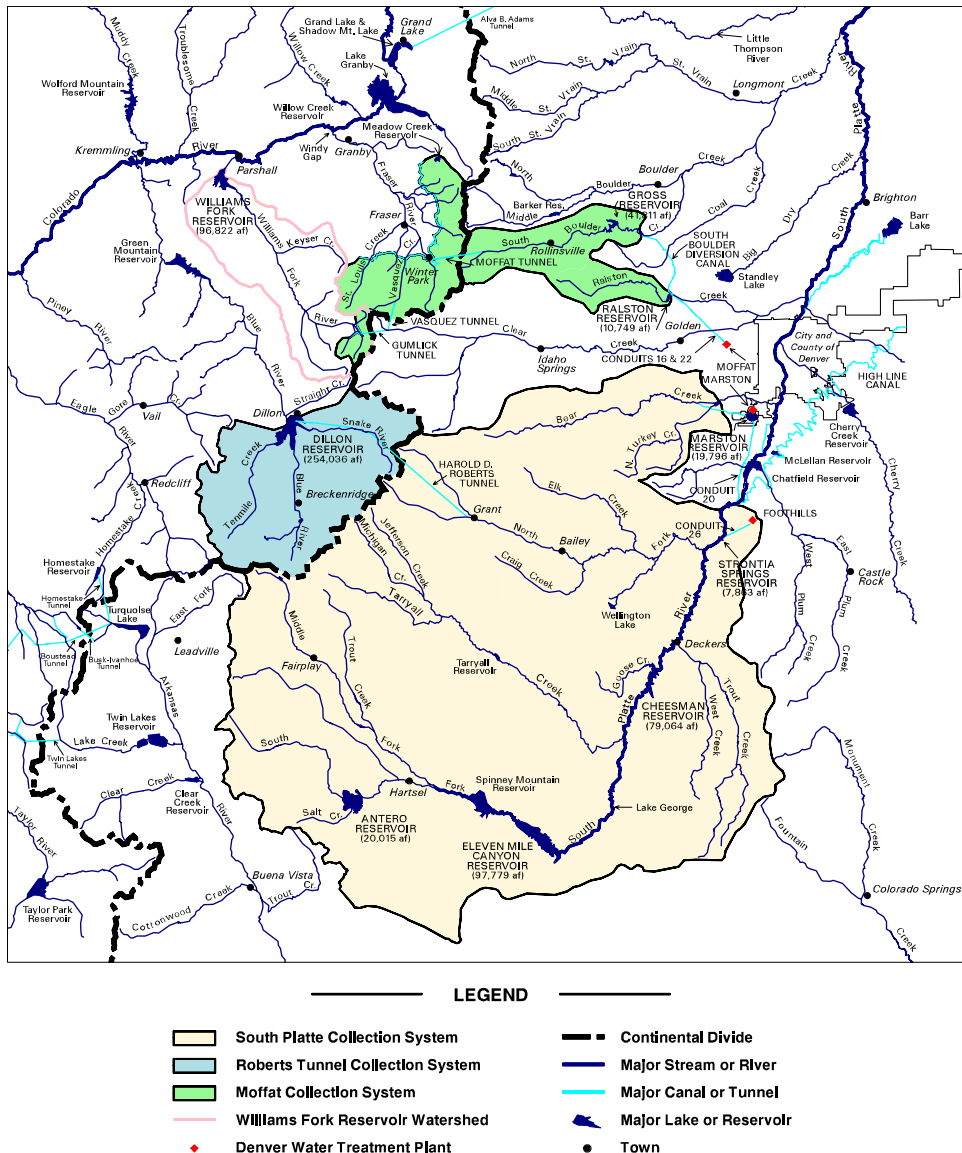 Muddy Creek
Troublesome
Creek
Willow Creek
Grand Lake &
Shadow Mt. Lake
Grand
Lake
Alva B. Adams
Tunnel
Lake
Granby
Little
Thompson
River
North St. Vrain
Longmont
Creek
Middle St. Vrain
South St. Vrain
River
Platte
South
Wolford Mountain
Reservoir
Willow Creek
Reservoir
Meadow Creek
Reservoir
Windy
Gap
Granby
Kremmling
River
Colorado
Parshall
WILLIAMS
FORK
RESERVOIR
(96,822 af)
Williams
Fork
Keyser Cr.
River
Fraser
River
Fraser
Creek
St. Louis
Vasquez
Cr.
Winter
Park
North
Boulder
Boulder
Creek
Barker Res.
Middle
GROSS
RESERVOIR
(41,811 af)
South
Boulder
Cr.
Rollinsville
MOFFAT TUNNEL
Ralston
Creek
RALSTON
RESERVOIR
(10,749 af)
SOUTH
BOULDER
DIVERSION
CANAL
Coal
Creek
Big
Dry
Creek
Standley
Lake
Brighton
Barr
Lake
Green Mountain
Reservoir
Blue
River
Piney
River
VASQUEZ TUNNEL
GUMLICK
TUNNEL
Clear
Creek
Idaho
Springs
Golden
CONDUITS 16 & 22
MOFFAT
MARSTON
City and
County of
Denver
HIGH LINE
CANAL
Cherry
Creek
Reservoir
Cherry
Creek
Eagle
River
Gore
Cr.
Vail
Straight Cr.
Dillon
DILLON
RESERVOIR
(254,036 af)
Snake
River
Tenmile
Creek
Blue
River
Breckenridge
Bear
Creek
N. Turkey
Cr.
MARSTON
RESERVOIR
(19,796 af)
McLellan Reservoir
Chatfield Reservoir
CONDUIT
20
HAROLD D.
ROBERTS
TUNNEL
Redcliff
Homestake
Creek
Homestake
Reservoir
Homestake
Tunnel
Grant
North
Fork
Elk
Creek
Bailey
Craig
Creek
CONDUIT
26
FOOTHILLS
STRONTIA
SPRINGS
RESERVOIR
(7,863 af)
West
Plum
Creek
East
Plum
Creek
Castle
Rock
Michigan
Cr.
Jefferson
Creek
Tarryall
Creek
Tarryall
Reservoir
Wellington
Lake
River
Platte
South
Deckers
Goose Cr.
CHEESMAN
RESERVOIR
(79,064 af)
West
Creek
Trout
Creek
Turquoise
Lake
East Fork
Boustead
Tunnel
Busk-Ivanhoe
Tunnel
Leadville
Arkansas
River
Middle
Fork
Fairplay
Trout
Creek
Twin Lakes
Reservoir
Lake Creek
Twin Lakes
Tunnel
Clear
Creek
Clear
Creek
Reservoir
South
Fork
Hartsel
Salt Cr.
ANTERO
RESERVOIR
(20,015 af)
Spinney Mountain
Reservoir
ELEVEN MILE
CANYON
RESERVOIR
(97,779 af)
Lake George
Monument
Creek
Fountain
Creek
Colorado Springs
Taylor
River
Taylor Park
Reservoir
Buena Vista
Cottonwood Creek
Trout Cr.
LEGEND
South Platte Collection System
Roberts Tunnel Collection System
Moffat Collection System
Williams Fork Reservoir Watershed
Denver Water Treatment Plant
Continental Divide
Major Stream or River
Major Canal or Tunnel
Major Lake or Reservoir
Town